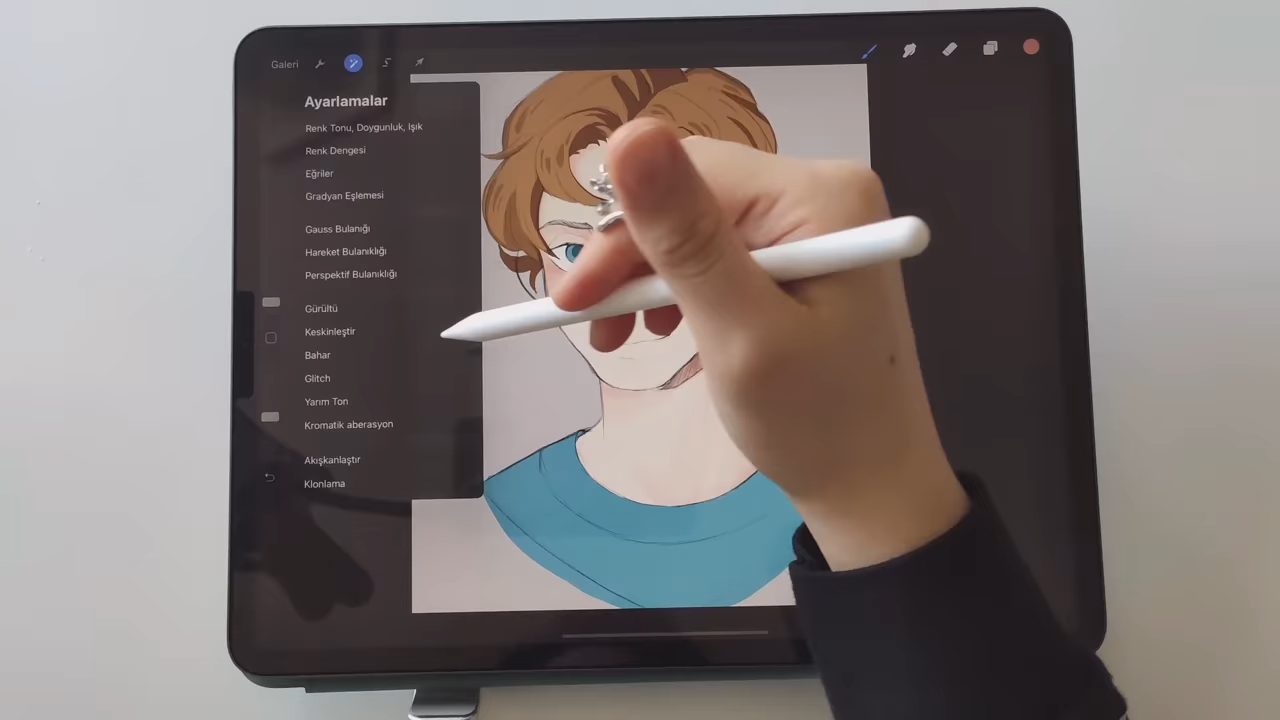 Galeri
Ayarlamalar
Renk Tonu, Doygunluk, Işık
Renk Dengesi
Eğriler
Gradyan Eşlemesi
Gauss Bulanığı
Hareket Bulanıklığı
Perspektif Bulanıklığı
Gürültü
Keskinleştir
Bahar
Glitch
Yarım Ton
Kromatik aberasyon
Akışkanlaştır
Klonlama